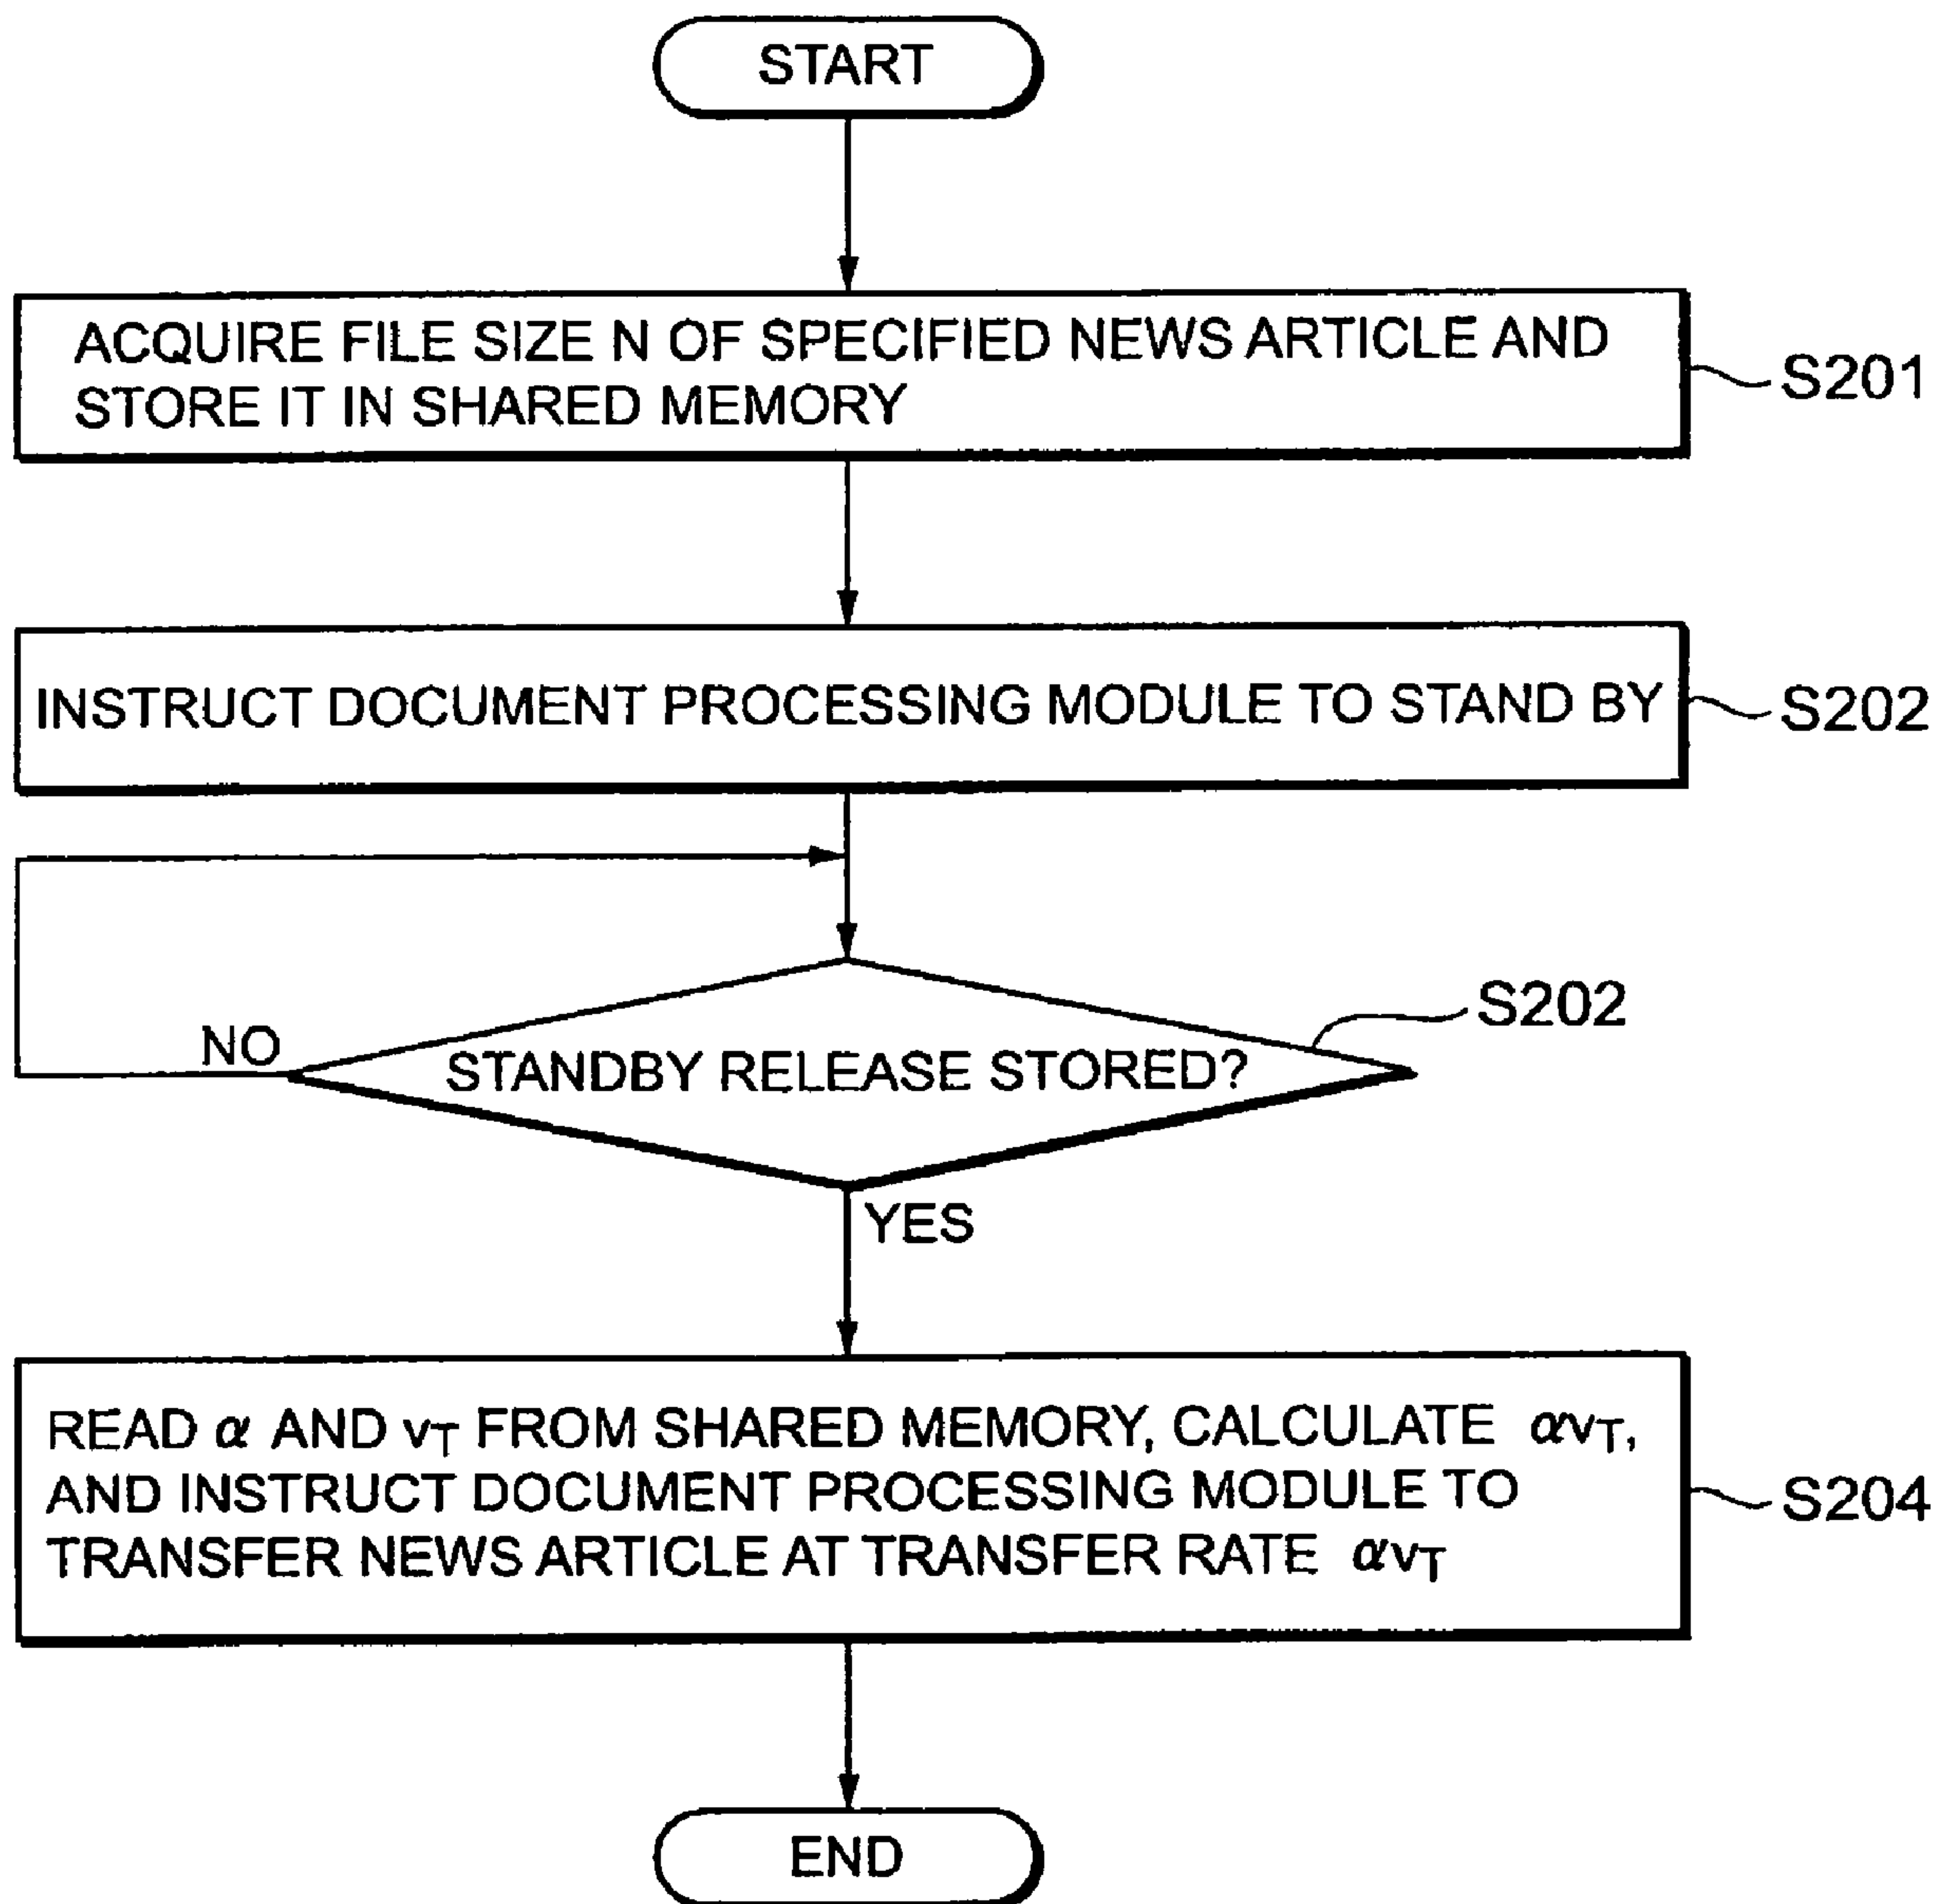 START
ACQUIRE FILE SIZE N OF SPECIFIED NEWS ARTICLE AND
STORE IT IN SHARED MEMORY
S201
INSTRUCT DOCUMENT PROCESSING MODULE TO STAND BY
S202
S202
NO
STANDBY RELEASE STORED?
YES
READ α AND vT FROM SHARED MEMORY, CALCULATE αvT,
AND INSTRUCT DOCUMENT PROCESSING MODULE TO
TRANSFER NEWS ARTICLE AT TRANSFER RATE αvT
S204
END